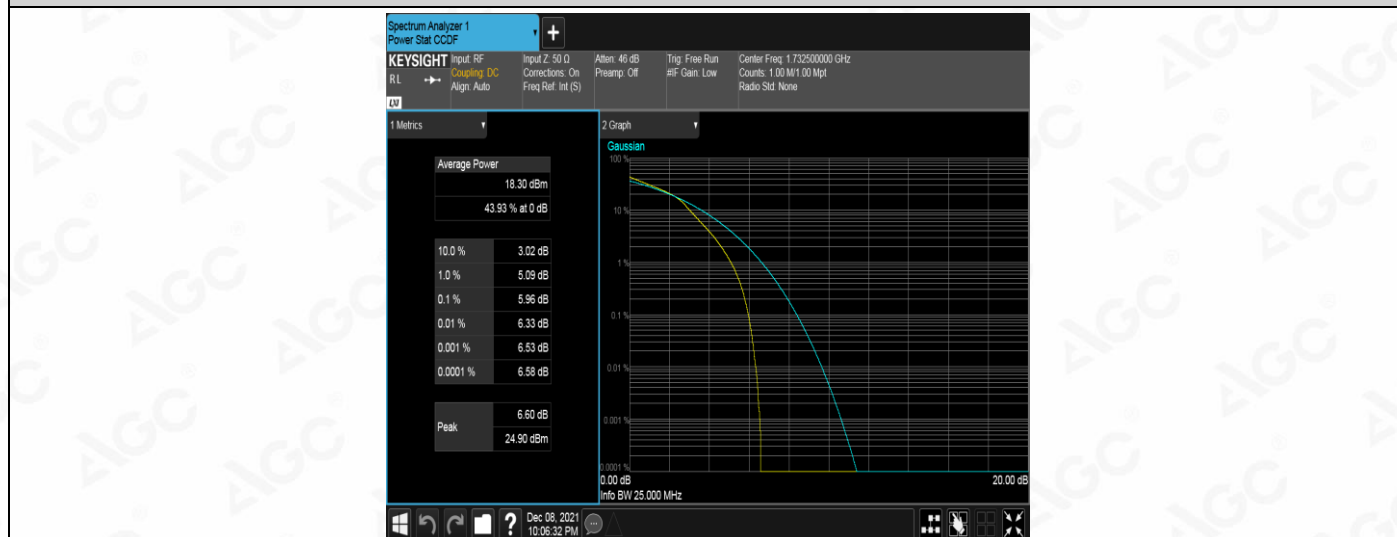 Spectrum Analyzer 1
Power Stat CCDF
+
KEYSIGHT
Input: RF
Coupling: DC
Align: Auto
Input Z: 50 Ω
Corrections: On
Freq Ref: Int (S)
Atten: 46 dB
Preamp: Off
Trig: Free Run
#IF Gain: Low
Center Freq: 1.732500000 GHz
Counts: 1.00 M/1.00 Mpt
Radio Std: None
R L
LXI
1 Metrics
Average Power
18.30 dBm
43.93 % at 0 dB
10.0 % 3.02 dB
1.0 % 5.09 dB
0.1 % 5.96 dB
0.01 % 6.33 dB
0.001 % 6.53 dB
0.0001 % 6.58 dB
Peak
6.60 dB
24.90 dBm
2 Graph
Gaussian
100 %
10 %
1 %
0.1 %
0.01 %
0.001 %
0.0001 %
0.00 dB 20.00 dB
Info BW 25.000 MHz
? Dec 08, 2021
10:06:32 PM
AGC